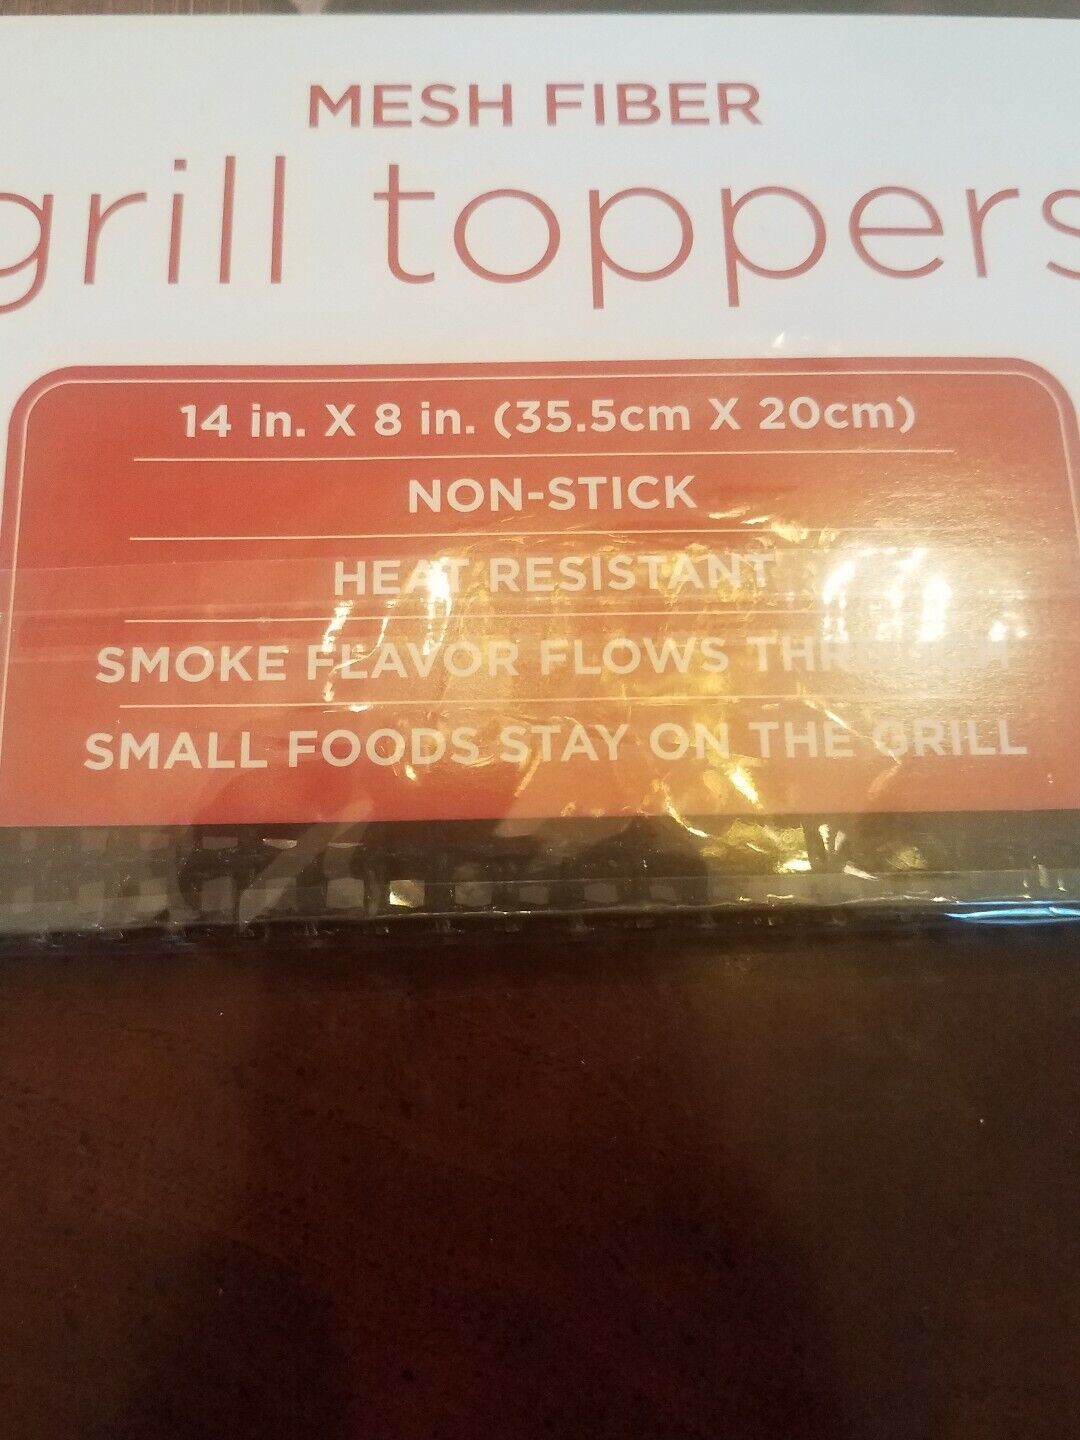 MESH FIBER
grill toppers
14 in. X 8 in. (35.5cm X 20cm)
NON-STICK
HEAT RESISTANT
SMOKE FLAVOR FLOWS THROUGH
SMALL FOODS STAY ON THE GRILL